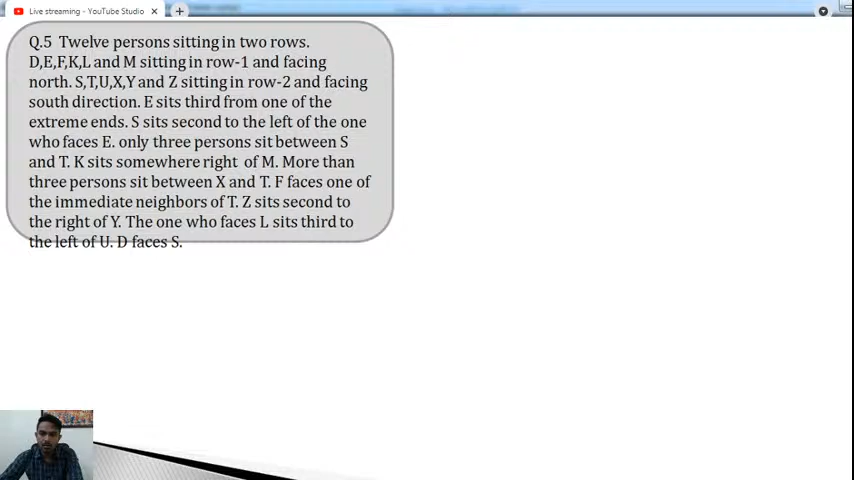 Live streaming - YouTube Studio
Q.5 Twelve persons sitting in two rows.
D,E,F,K,L and M sitting in row-1 and facing
north. S,T,U,X,Y and Z sitting in row-2 and facing
south direction. E sits third from one of the
extreme ends. S sits second to the left of the one
who faces E. only three persons sit between S
and T. K sits somewhere right of M. More than
three persons sit between X and T. F faces one of
the immediate neighbors of T. Z sits second to
the right of Y. The one who faces L sits third to
the left of U. D faces S.